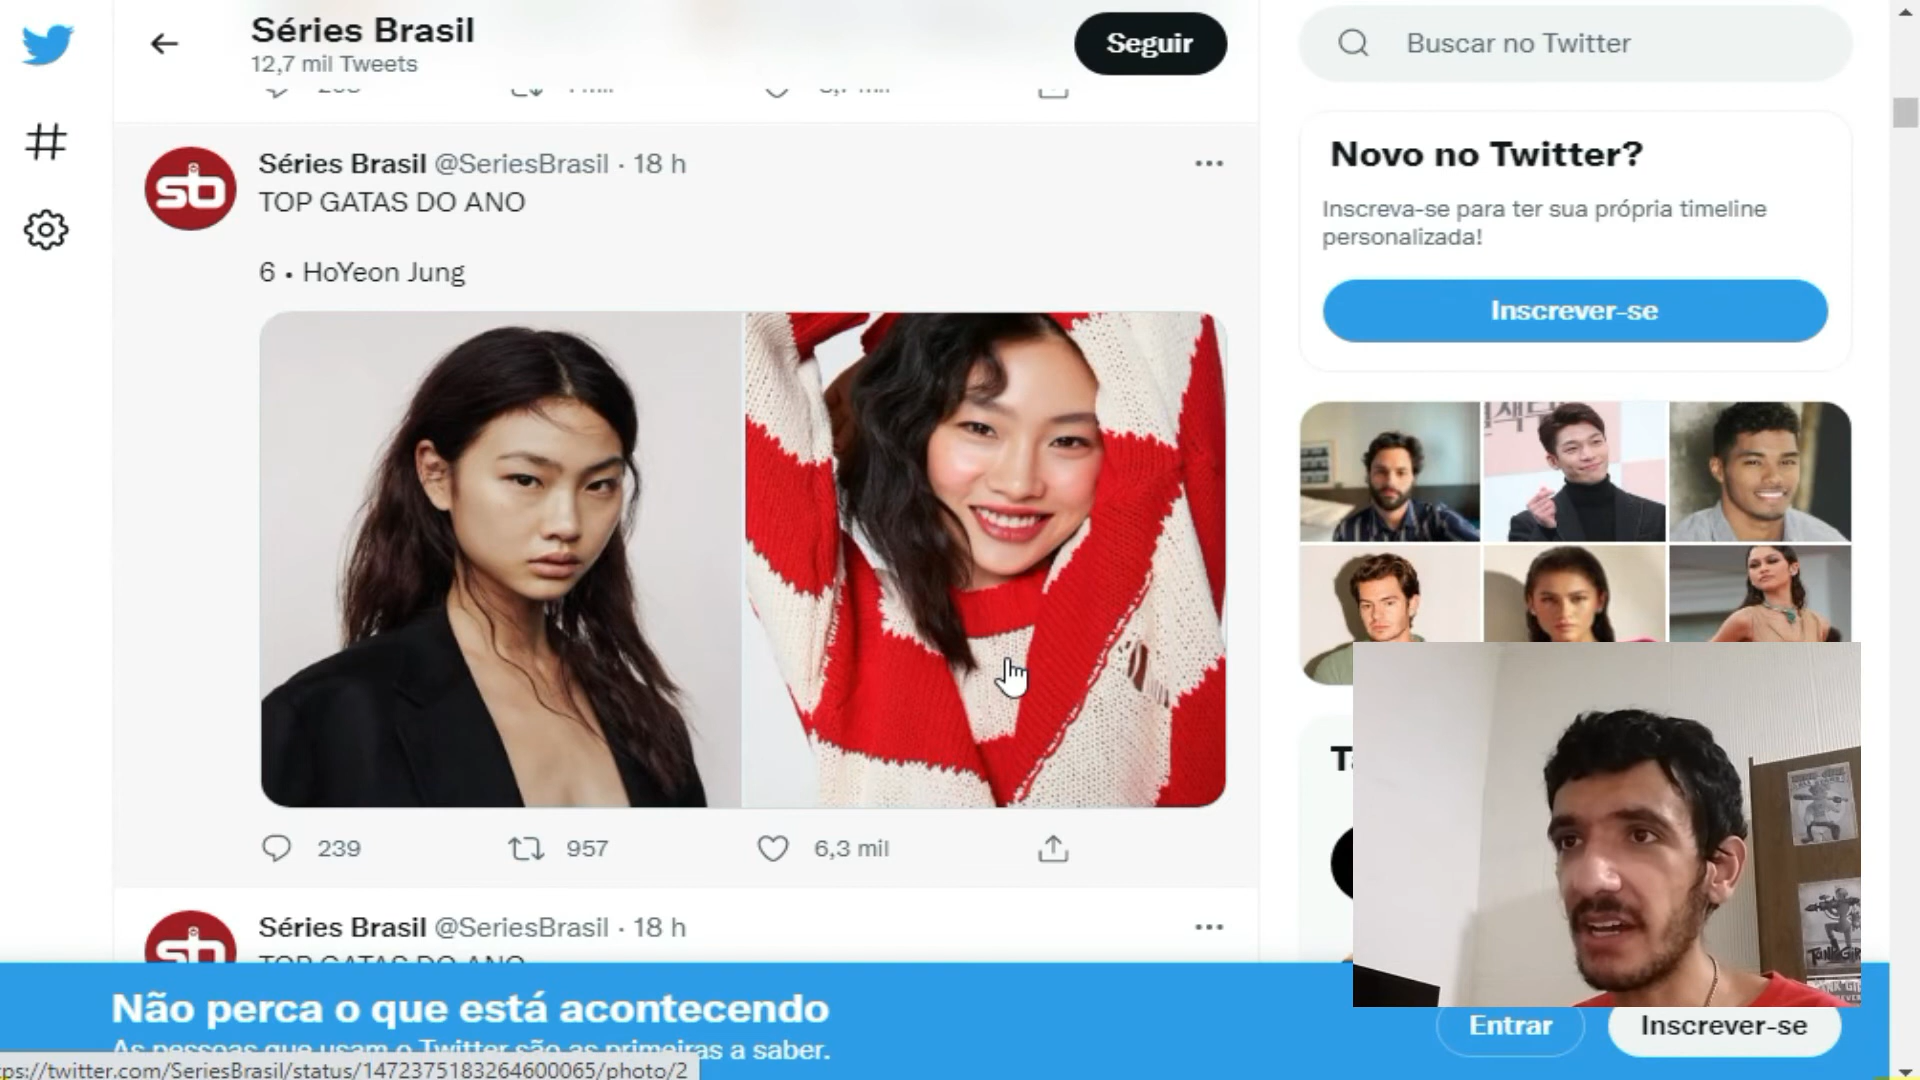 Séries Brasil
12,7 mil Tweets
Seguir
Buscar no Twitter
Séries Brasil @SeriesBrasil · 18 h
TOP GATAS DO ANO
6 • HoYeon Jung
239
957
6,3 mil
Séries Brasil @SeriesBrasil · 18 h
TOP GATAS DO ANO
Novo no Twitter?
Inscreva-se para ter sua própria timeline
personalizada!
Inscrever-se
Não perca o que está acontecendo
As pessoas que usam o Twitter são as primeiras a saber.
Entrar
Inscrever-se
ps://twitter.com/SeriesBrasil/status/1472375183264600065/photo/2
sb